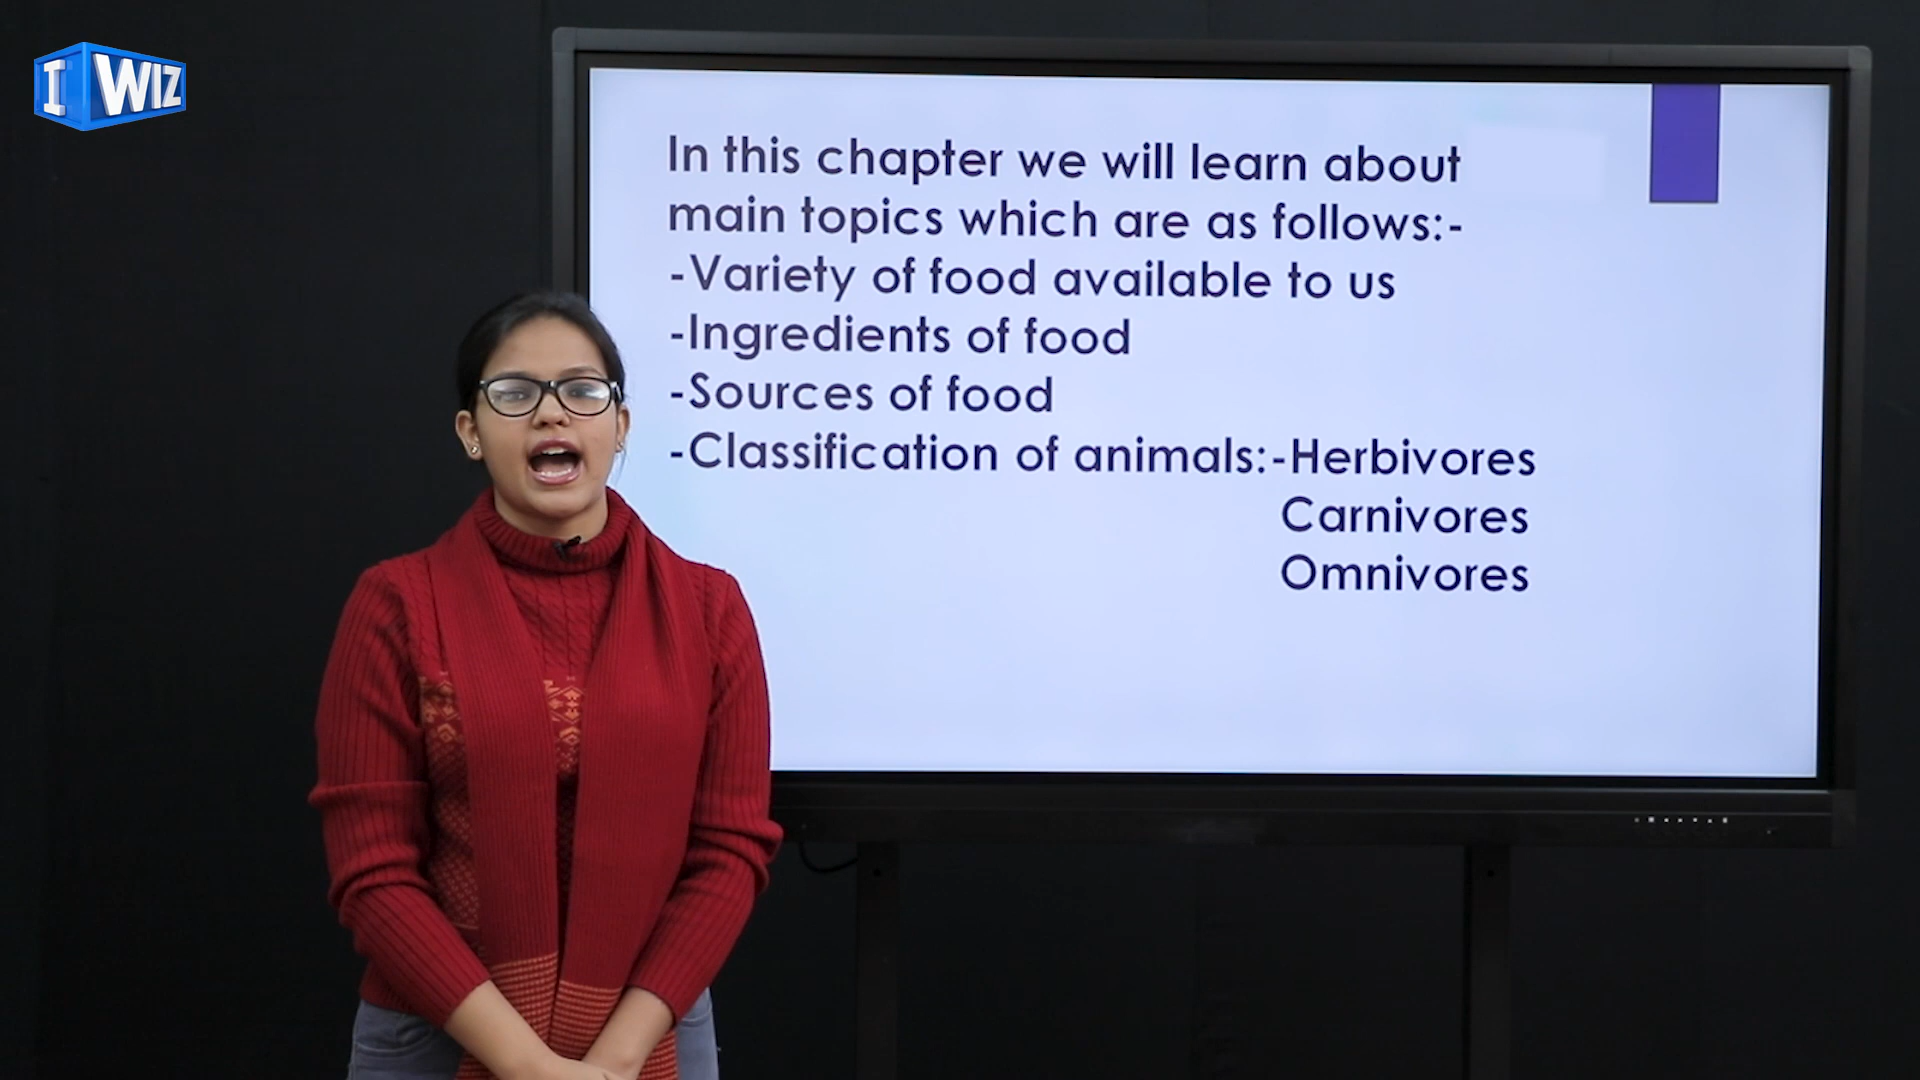 I WIZ
In this chapter we will learn about
main topics which are as follows:-
-Variety of food available to us
-Ingredients of food
-Sources of food
-Classification of animals:-Herbivores
Carnivores
Omnivores